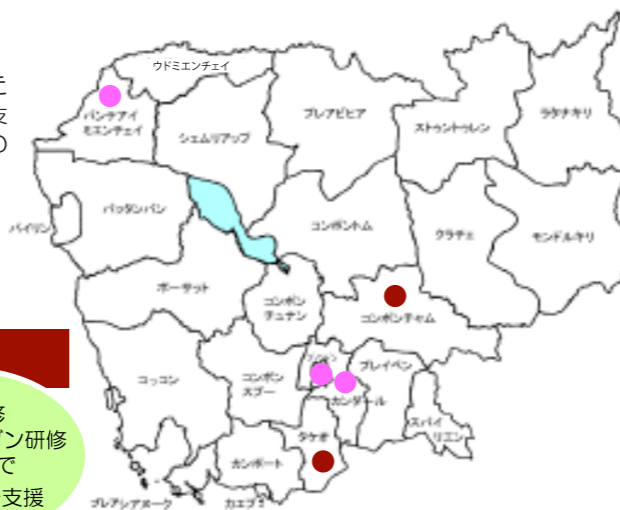 ウドミエンチェイ
バンテアイ
ミエンチェイ
シェムリアップ
プレアビヒア
ストゥントゥレン
ラタナキリ
バッタンバン
パイリン
コンポントム
クラチェ
モンドルキリ
ポーサット
コンポン
チュナン
コンポンチャム
コッコン
コンポン
スプー
プレイベン
カンダール
スバイ
リエン
タケオ
カンポート
プレアシアヌーク
の
修
ン研修
で
支援